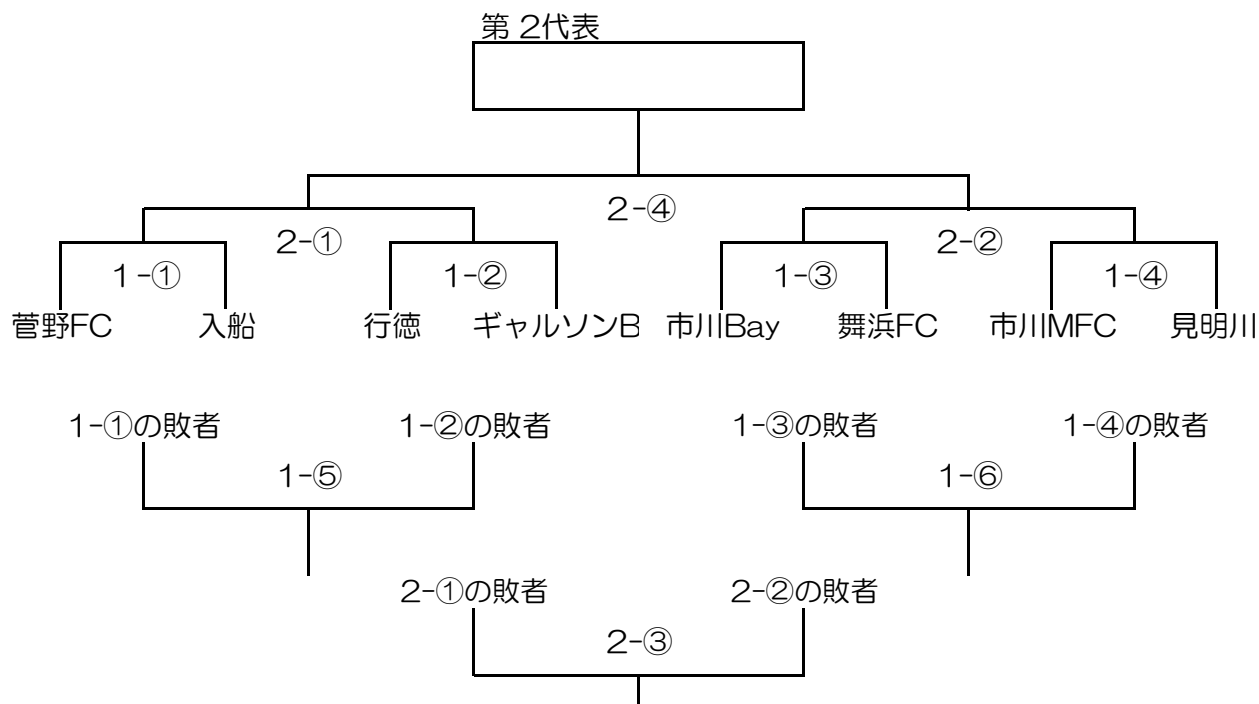 第 2代表
2-④
2-① 2-②
1-① 1-② 1-③ 1-④
菅野FC 入船 行徳 ギャルソンB 市川Bay 舞浜FC 市川MFC 見明川
1-①の敗者 1-②の敗者 1-③の敗者 1-④の敗者
1-⑤ 1-⑥
2-①の敗者 2-②の敗者
2-③